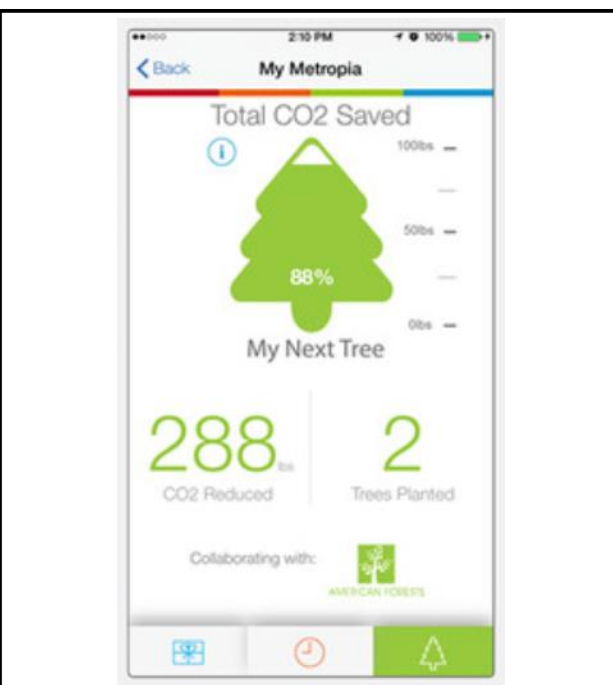 2:10 PM 100%
Back My Metropia
Total CO2 Saved
100lbs
50lbs
88%
0lbs
My Next Tree
288 lbs 2
CO2 Reduced Trees Planted
Collaborating with:
AMERICAN FORESTS